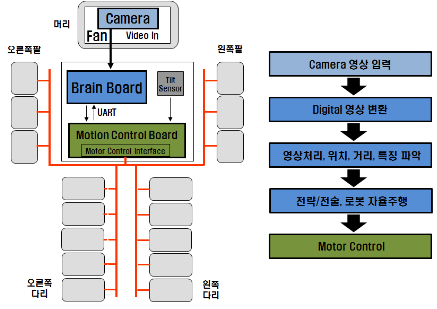 머리
Camera
Fan
Video In
오른쪽팔
왼쪽팔
Brain Board
Tilt
Sensor
UART
Motion Control Board
Motor Control Interface
오른쪽
다리
왼쪽
다리
Camera 영상 입력
Digital 영상 변환
영상처리, 위치, 거리, 특징 파악
전략/전술, 로봇 자율주행
Motor Control